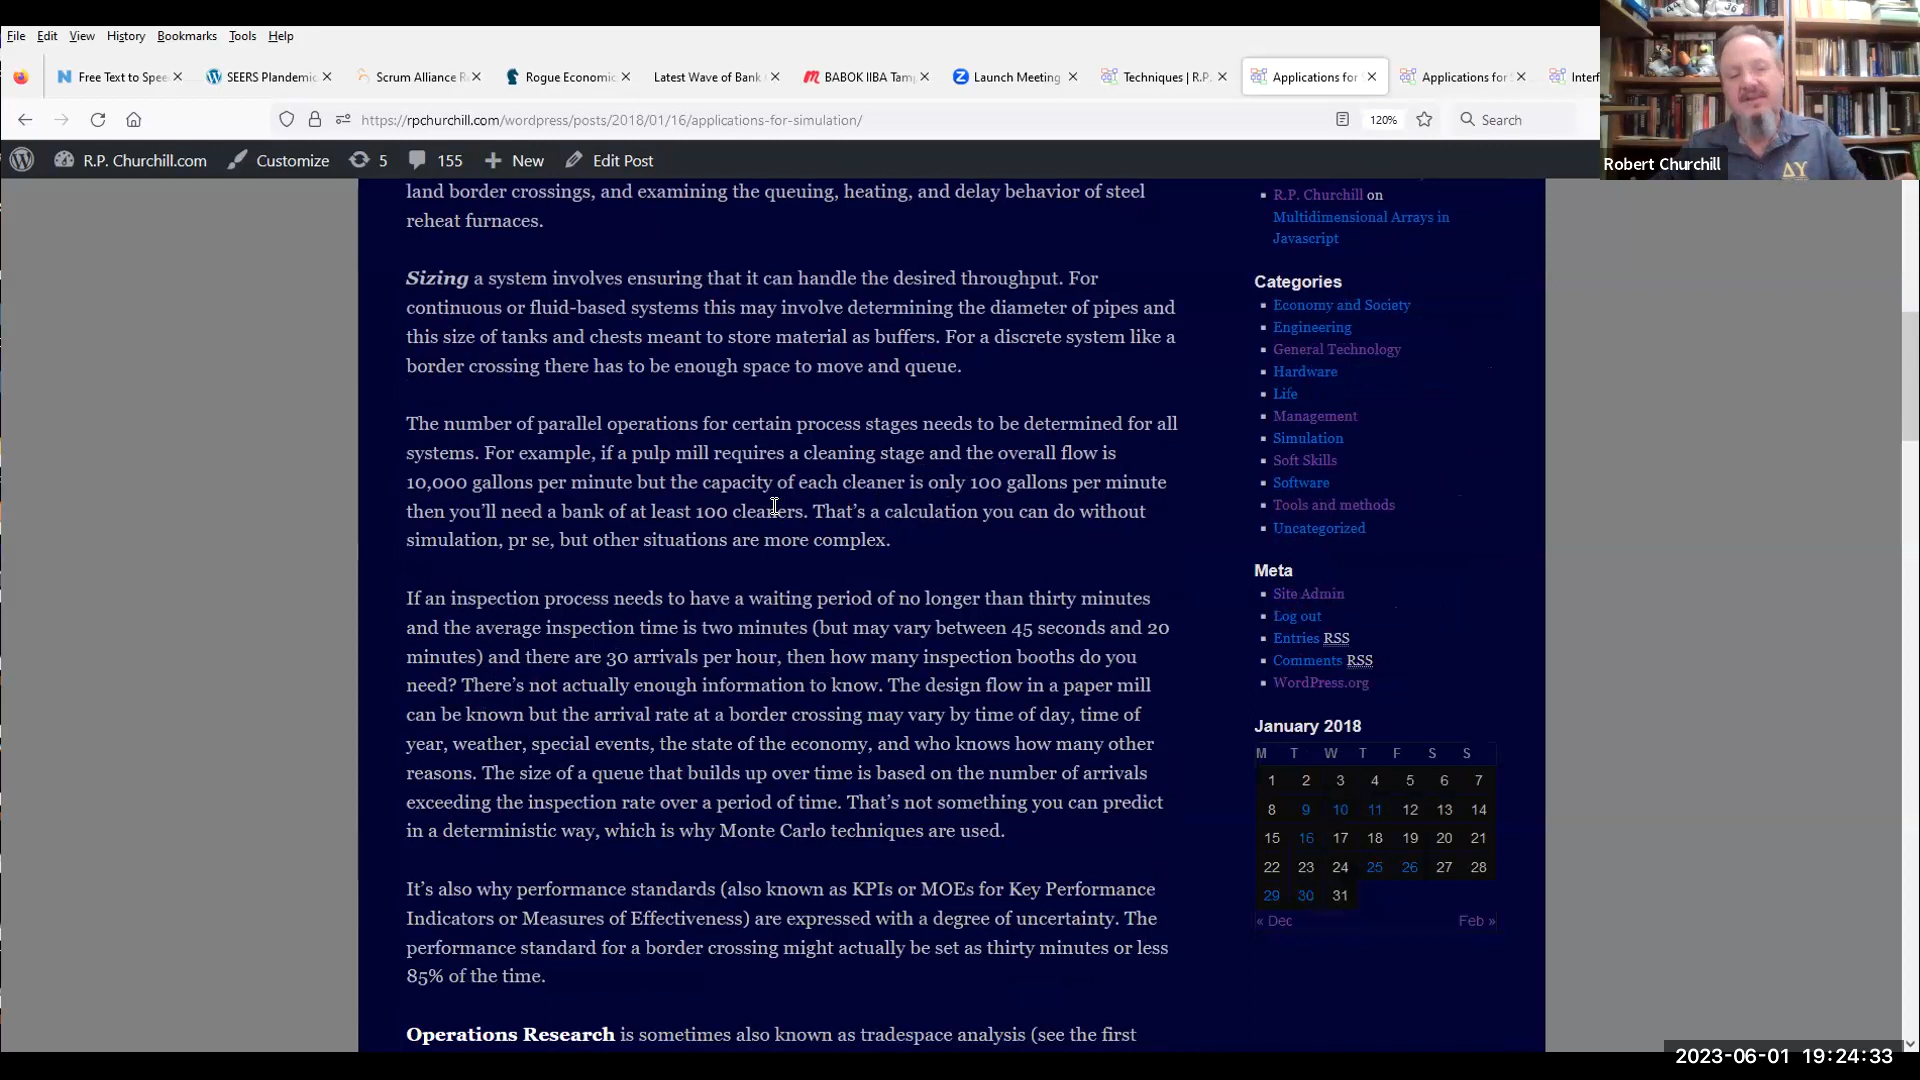 File Edit View History Bookmarks Tools Help
Free Text to Spee
SEERS Plandemic
Scrum Alliance R
Rogue Economic
Latest Wave of Bank
BABOK IIBA Tam
Launch Meeting
Techniques | R.P.
Applications for
Applications for S
Interf
https://rpchurchill.com/wordpress/posts/2018/01/16/applications-for-simulation/
120%
Search
R.P. Churchill.com Customize 5 155 New Edit Post
44 36
ΔΥ
Robert Churchill
land border crossings, and examining the queuing, heating, and delay behavior of steel
reheat furnaces.
Sizing a system involves ensuring that it can handle the desired throughput. For
continuous or fluid-based systems this may involve determining the diameter of pipes and
this size of tanks and chests meant to store material as buffers. For a discrete system like a
border crossing there has to be enough space to move and queue.
The number of parallel operations for certain process stages needs to be determined for all
systems. For example, if a pulp mill requires a cleaning stage and the overall flow is
10,000 gallons per minute but the capacity of each cleaner is only 100 gallons per minute
then you'll need a bank of at least 100 cleaners. That's a calculation you can do without
simulation, pr se, but other situations are more complex.
If an inspection process needs to have a waiting period of no longer than thirty minutes
and the average inspection time is two minutes (but may vary between 45 seconds and 20
minutes) and there are 30 arrivals per hour, then how many inspection booths do you
need? There's not actually enough information to know. The design flow in a paper mill
can be known but the arrival rate at a border crossing may vary by time of day, time of
year, weather, special events, the state of the economy, and who knows how many other
reasons. The size of a queue that builds up over time is based on the number of arrivals
exceeding the inspection rate over a period of time. That's not something you can predict
in a deterministic way, which is why Monte Carlo techniques are used.
It's also why performance standards (also known as KPIs or MOEs for Key Performance
Indicators or Measures of Effectiveness) are expressed with a degree of uncertainty. The
performance standard for a border crossing might actually be set as thirty minutes or less
85% of the time.
Operations Research is sometimes also known as tradespace analysis (see the first
R.P. Churchill on
Multidimensional Arrays in
Javascript
Categories
Economy and Society
Engineering
General Technology
Hardware
Life
Management
Simulation
Soft Skills
Software
Tools and methods
Uncategorized
Meta
Site Admin
Log out
Entries RSS
Comments RSS
WordPress.org
January 2018
M T W T F S S
1 2 3 4 5 6 7
8 9 10 11 12 13 14
15 16 17 18 19 20 21
22 23 24 25 26 27 28
29 30 31
« Dec Feb »
2023-06-01 19:24:33